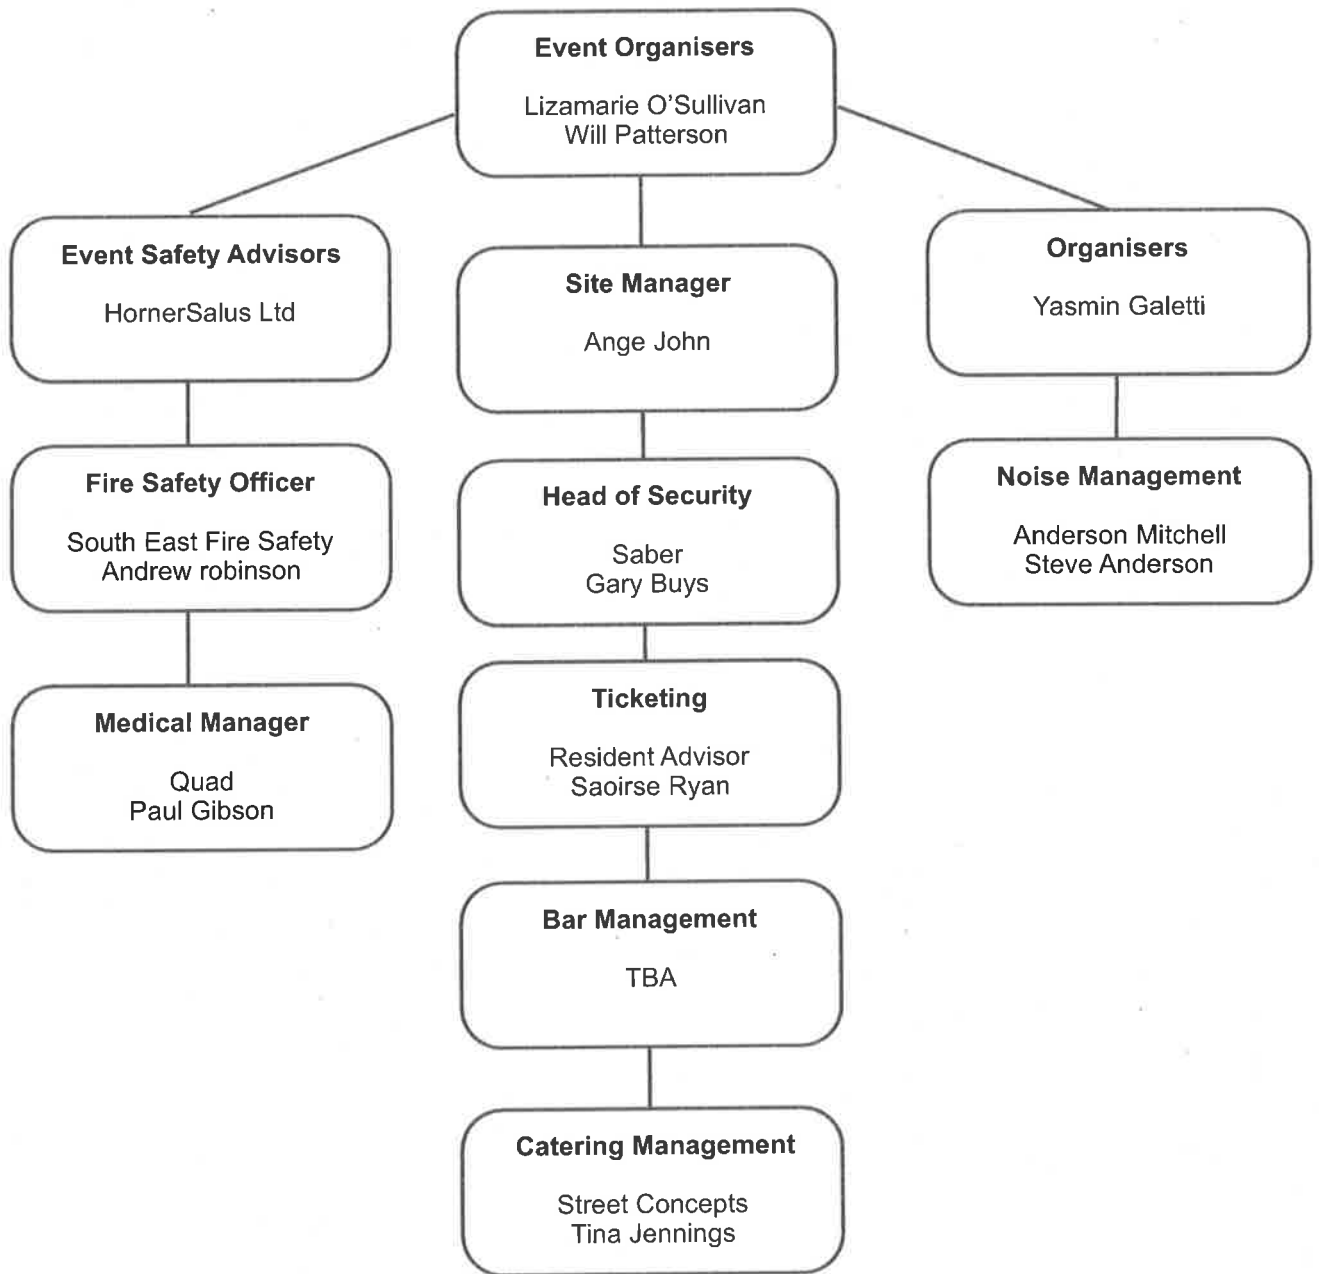 Event Organisers
Lizamarie O'Sullivan
Will Patterson
Event Safety Advisors
HornerSalus Ltd
Fire Safety Officer
South East Fire Safety
Andrew robinson
Medical Manager
Quad
Paul Gibson
Site Manager
Ange John
Head of Security
Saber
Gary Buys
Ticketing
Resident Advisor
Saoirse Ryan
Bar Management
TBA
Catering Management
Street Concepts
Tina Jennings
Organisers
Yasmin Galetti
Noise Management
Anderson Mitchell
Steve Anderson